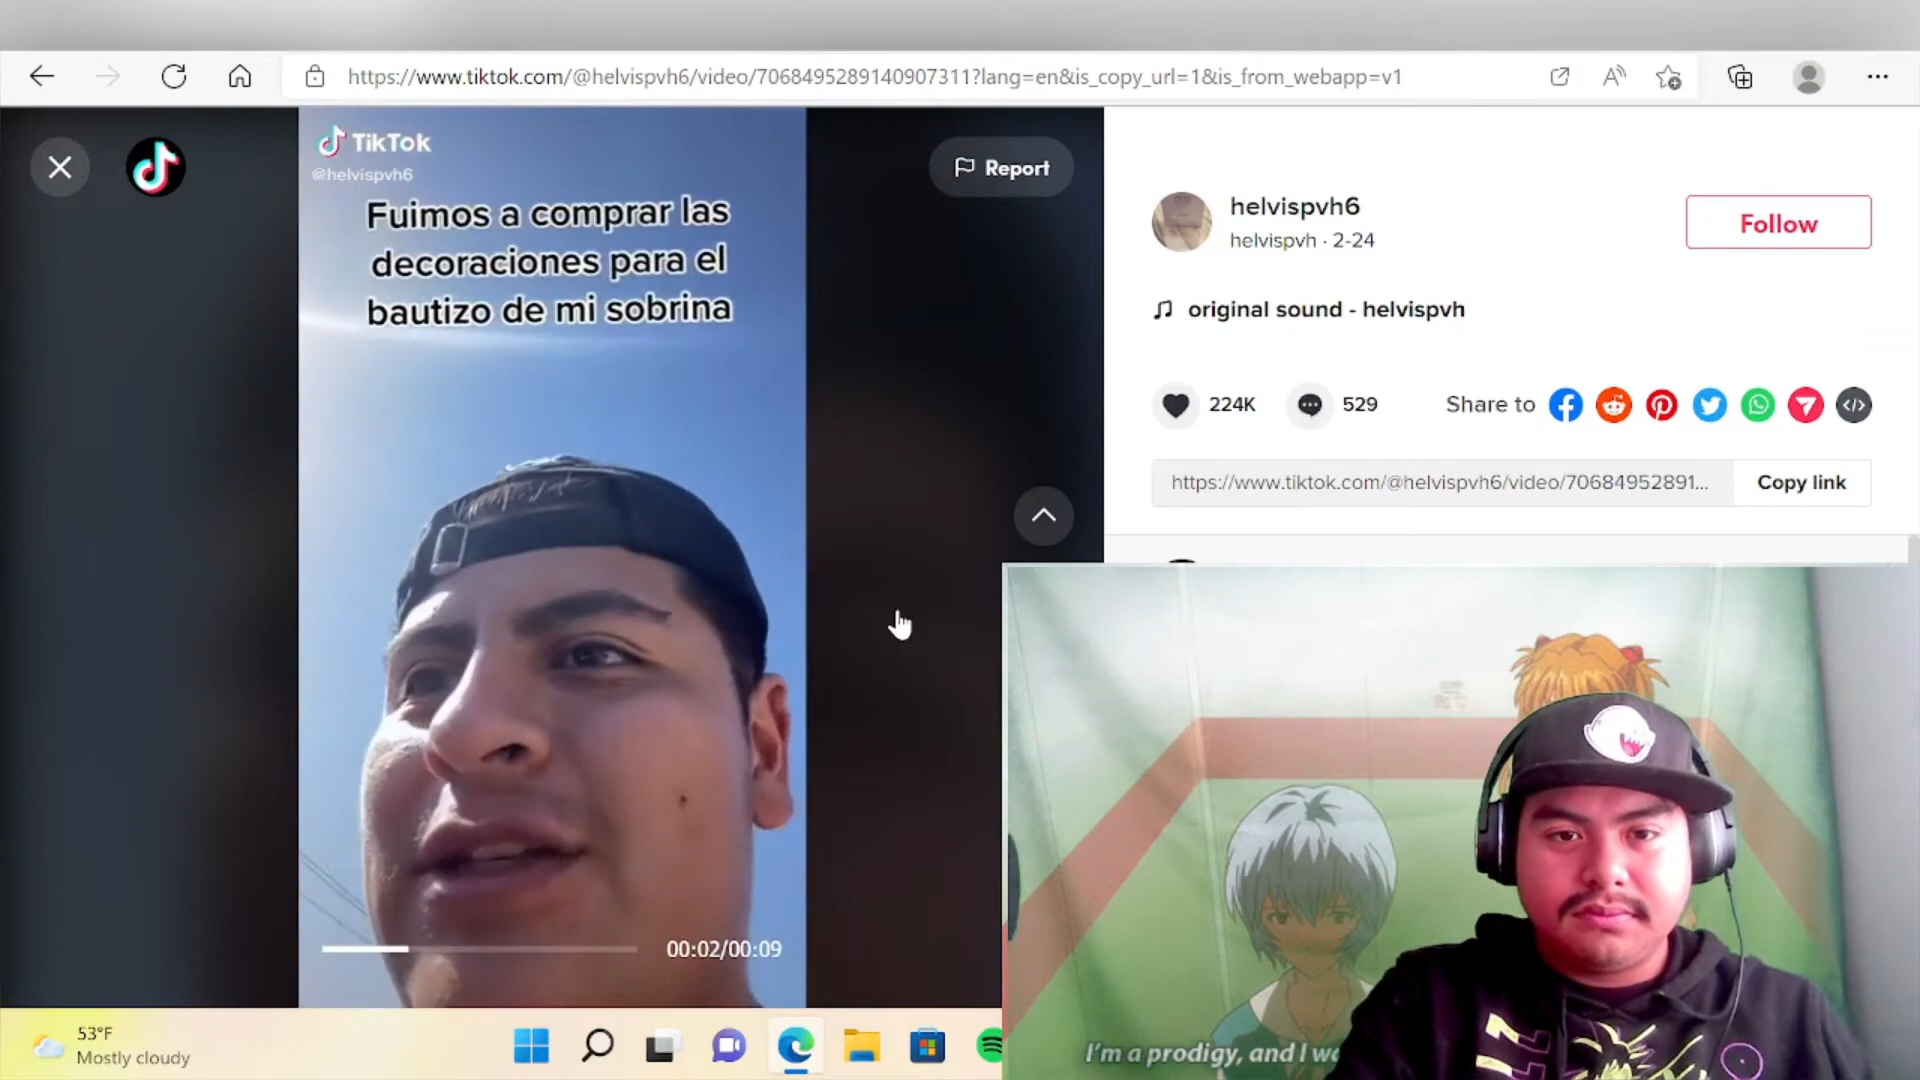 https://www.tiktok.com/@helvispvh6/video/7068495289140907311?lang=en&is_copy_url=1&is_from_webapp=v1
TikTok
@helvispvh6
Fuimos a comprar las
decoraciones para el
bautizo de mi sobrina
Report
00:02/00:09
helvispvh6
helvispvh · 2-24
Follow
original sound - helvispvh
224K
529
Share to
https://www.tiktok.com/@helvispvh6/video/70684952891...
Copy link
I'm a prodigy, and I
53°F
Mostly cloudy